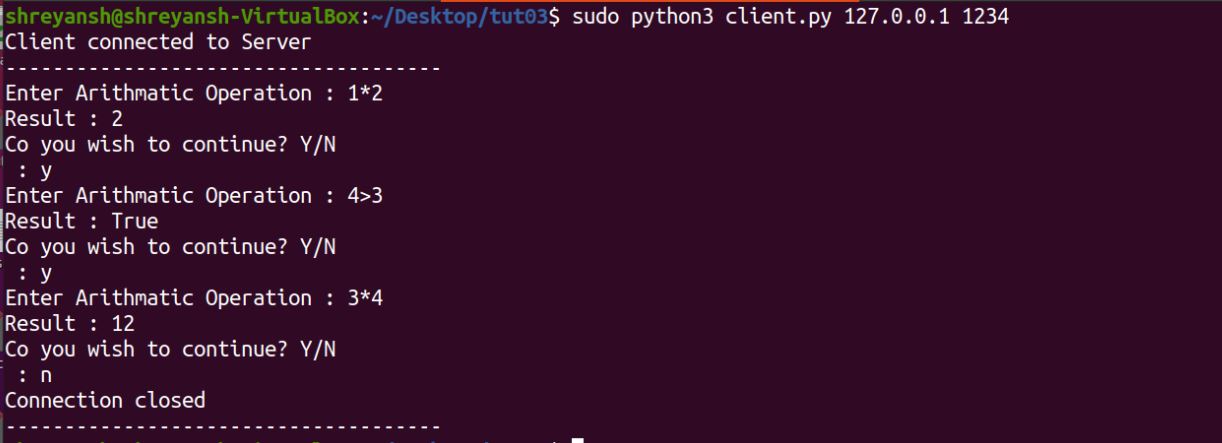 shreyansh@shreyansh-VirtualBox:~/Desktop/tut03$ sudo python3 client.py 127.0.0.1 1234
Client connected to Server
-------------------------------------
Enter Arithmatic Operation : 1*2
Result : 2
Co you wish to continue? Y/N
 : y
Enter Arithmatic Operation : 4>3
Result : True
Co you wish to continue? Y/N
 : y
Enter Arithmatic Operation : 3*4
Result : 12
Co you wish to continue? Y/N
 : n
Connection closed
-------------------------------------